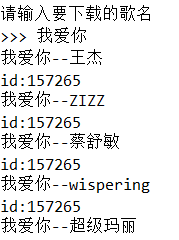 请输入要下载的歌名
>>> 我爱你
我爱你--王杰
id:157265
我爱你--ZIZZ
id:157265
我爱你--蔡舒敏
id:157265
我爱你--wispering
id:157265
我爱你--超级玛丽